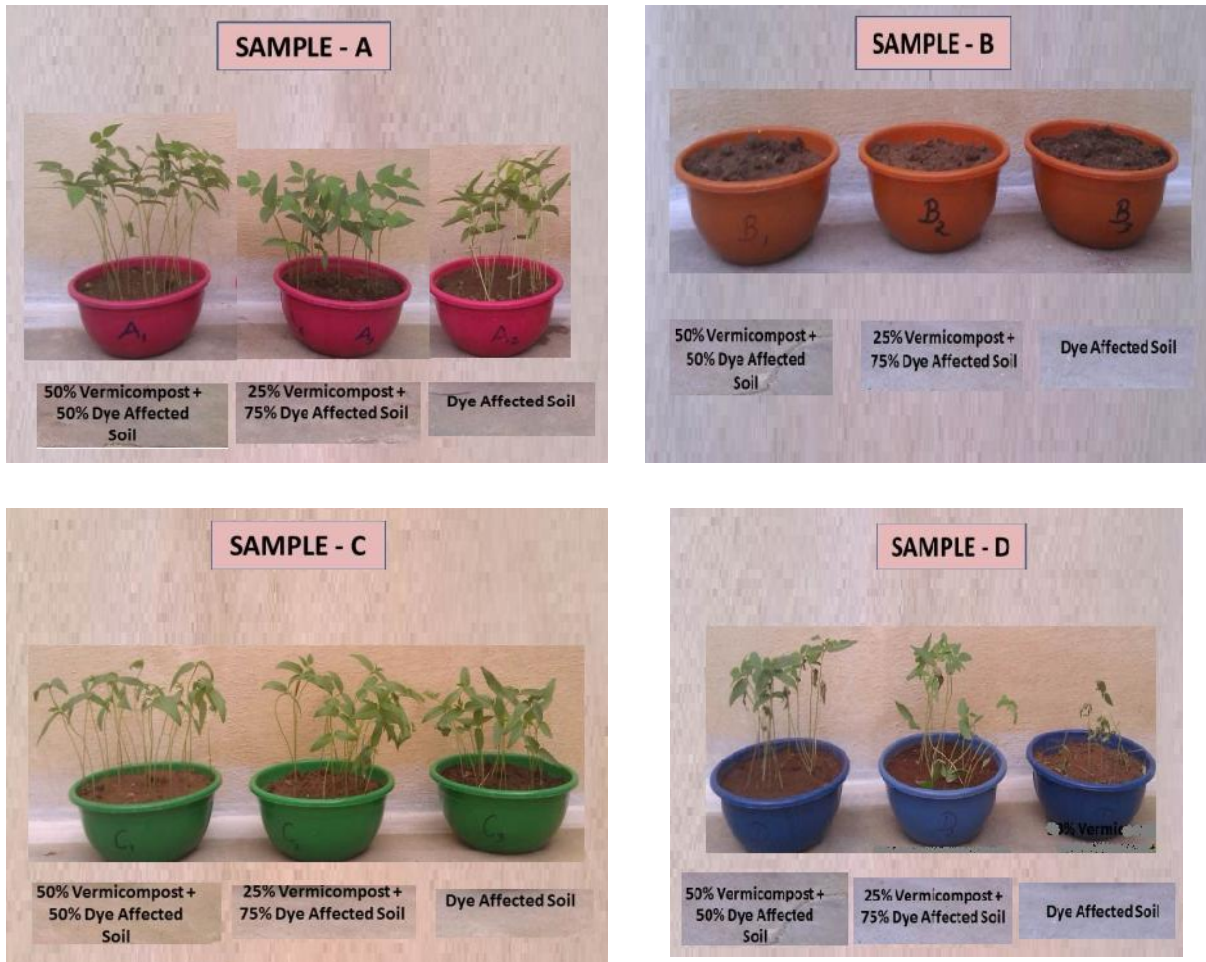 SAMPLE - A
A1
A3
A2
50% Vermicompost +
50% Dye Affected
Soil
25% Vermicompost +
75% Dye Affected Soil
Dye Affected Soil
SAMPLE - B
B1
B2
B3
50% Vermicompost +
50% Dye Affected
Soil
25% Vermicompost +
75% Dye Affected Soil
Dye Affected Soil
SAMPLE - C
C1
C2
C3
50% Vermicompost +
50% Dye Affected
Soil
25% Vermicompost +
75% Dye Affected Soil
Dye Affected Soil
SAMPLE - D
50% Vermicompost +
50% Dye Affected
Soil
25% Vermicompost +
75% Dye Affected Soil
Dye Affected Soil